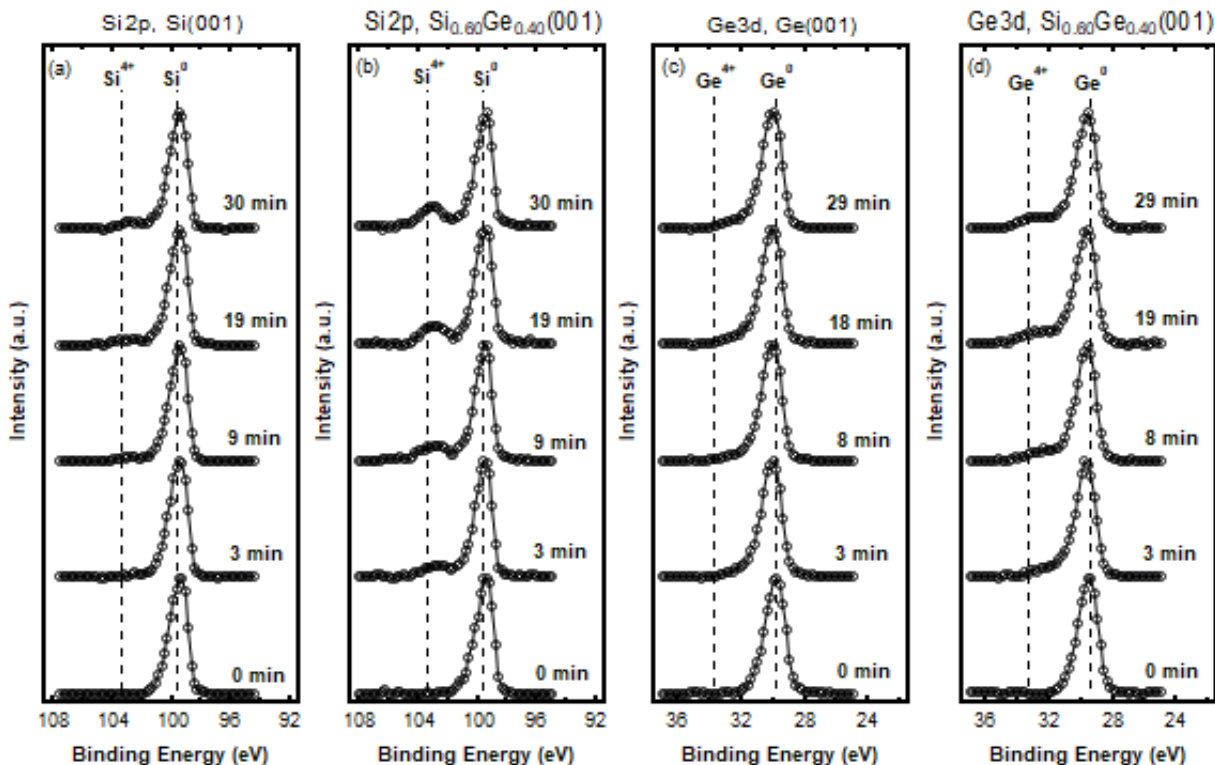 Si2p, Si(001)
Si2p, Si0.60Ge0.40(001)
Ge3d, Ge(001)
Ge3d, Si0.60Ge0.40(001)
(a)
Si4+
Si0
30 min
19 min
9 min
3 min
0 min
Intensity (a.u.)
108 104 100 96 92
Binding Energy (eV)
(b)
Si4+
Si0
30 min
19 min
9 min
3 min
0 min
Intensity (a.u.)
108 104 100 96 92
Binding Energy (eV)
(c)
Ge4+
Ge0
29 min
18 min
8 min
3 min
0 min
Intensity (a.u.)
36 32 28 24
Binding Energy (eV)
(d)
Ge4+
Ge0
29 min
19 min
8 min
3 min
0 min
Intensity (a.u.)
36 32 28 24
Binding Energy (eV)